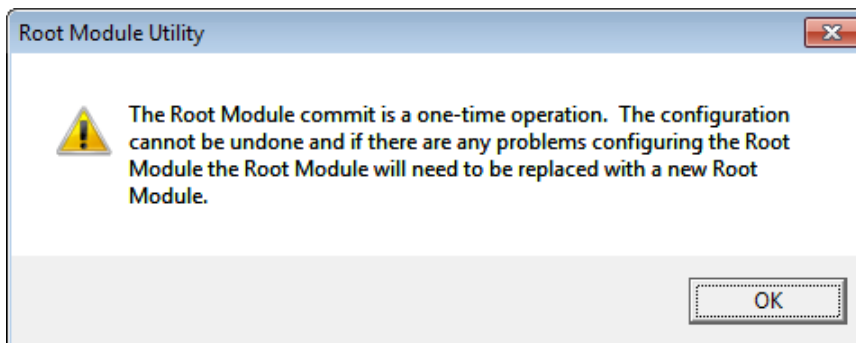 Root Module Utility
The Root Module commit is a one-time operation.  The configuration
cannot be undone and if there are any problems configuring the Root
Module the Root Module will need to be replaced with a new Root
Module.
OK